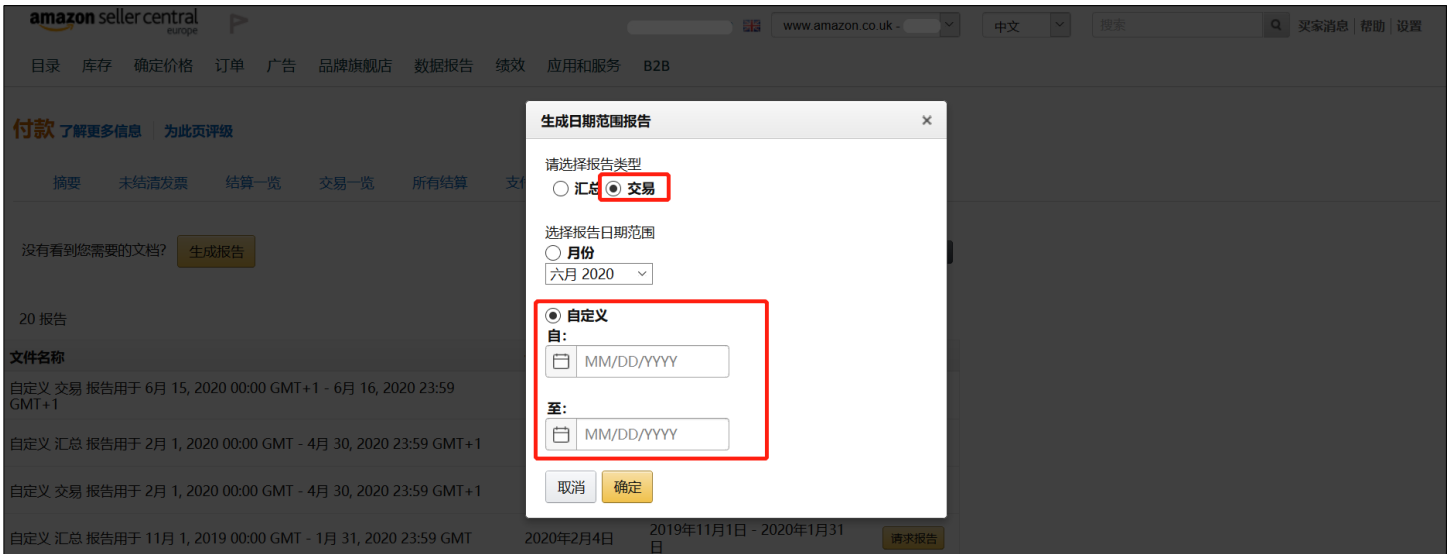 amazon seller central
europe
www.amazon.co.uk -
中文
搜索
买家消息 | 帮助 | 设置
目录 库存 确定价格 订单 广告 品牌旗舰店 数据报告 绩效 应用和服务 B2B
付款 了解更多信息 | 为此页评级
摘要 未结清发票 结算一览 交易一览 所有结算
没有看到您需要的文档? 生成报告
20 报告
文件名称
自定义 交易 报告用于 6月 15, 2020 00:00 GMT+1 - 6月 16, 2020 23:59
GMT+1
自定义 汇总 报告用于 2月 1, 2020 00:00 GMT - 4月 30, 2020 23:59 GMT+1
自定义 交易 报告用于 2月 1, 2020 00:00 GMT - 4月 30, 2020 23:59 GMT+1
自定义 汇总 报告用于 11月 1, 2019 00:00 GMT - 1月 31, 2020 23:59 GMT
2020年2月4日
2019年11月1日 - 2020年1月31
日
请求报告
生成日期范围报告 ×
请选择报告类型
汇总 交易
选择报告日期范围
月份
六月 2020
自定义
自:
MM/DD/YYYY
至:
MM/DD/YYYY
取消 确定